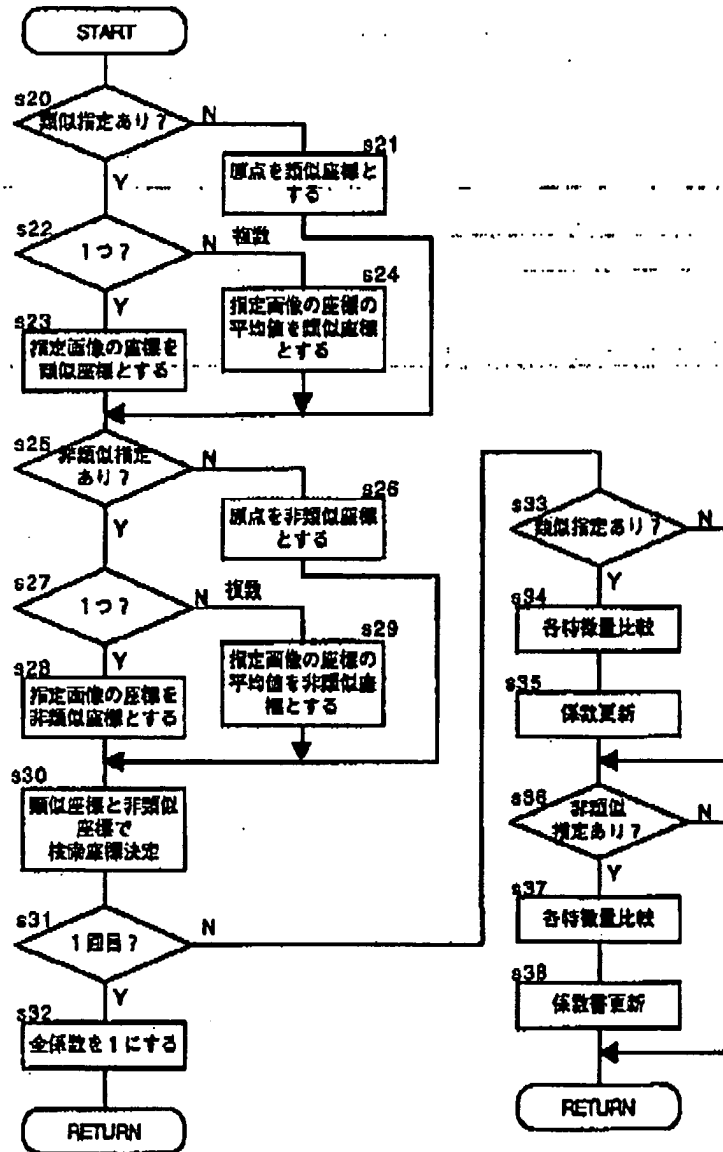 START
s20
類似指定あり？
N
s21
原点を類似座標と
する
Y
s22
1つ？
N
複数
s24
指定画像の座標の
平均値を類似座標
とする
Y
s23
指定画像の座標を
類似座標とする
s25
非類似指定
あり？
N
s26
原点を非類似座標
とする
Y
s27
1つ？
N
複数
s29
指定画像の座標の
平均値を非類似座
標とする
Y
s28
指定画像の座標を
非類似座標とする
s30
類似座標と非類似
座標で
検索座標決定
s31
1回目？
N
Y
s32
全係数を1にする
RETURN
s33
類似指定あり？
N
Y
s34
各特徴量比較
s35
係数更新
s36
非類似
指定あり？
N
Y
s37
各特徴量比較
s38
係数書更新
RETURN